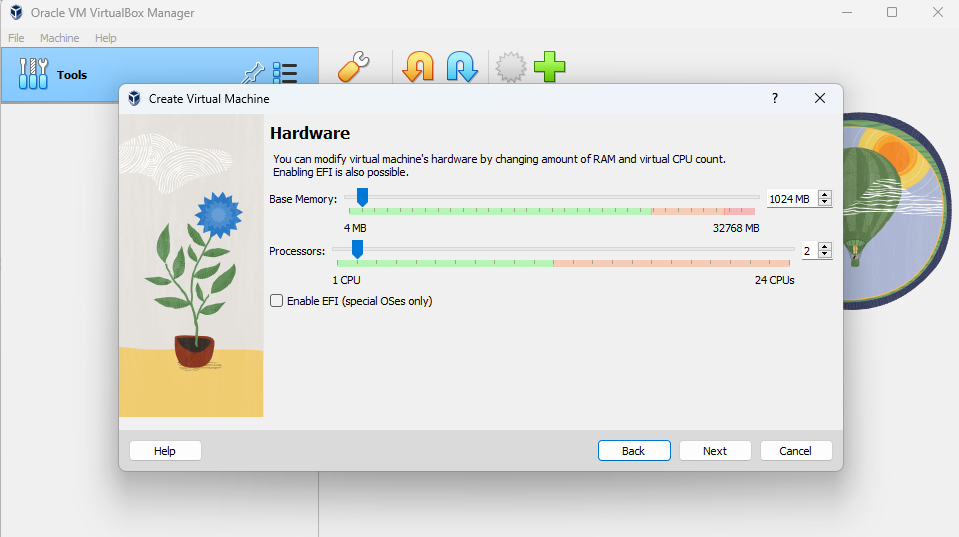 Oracle VM VirtualBox Manager
File Machine Help
Tools
Create Virtual Machine
?
Hardware
You can modify virtual machine's hardware by changing amount of RAM and virtual CPU count.
Enabling EFI is also possible.
Base Memory:
1024 MB
4 MB
32768 MB
Processors:
2
1 CPU
24 CPUs
Enable EFI (special OSes only)
Help
Back
Next
Cancel